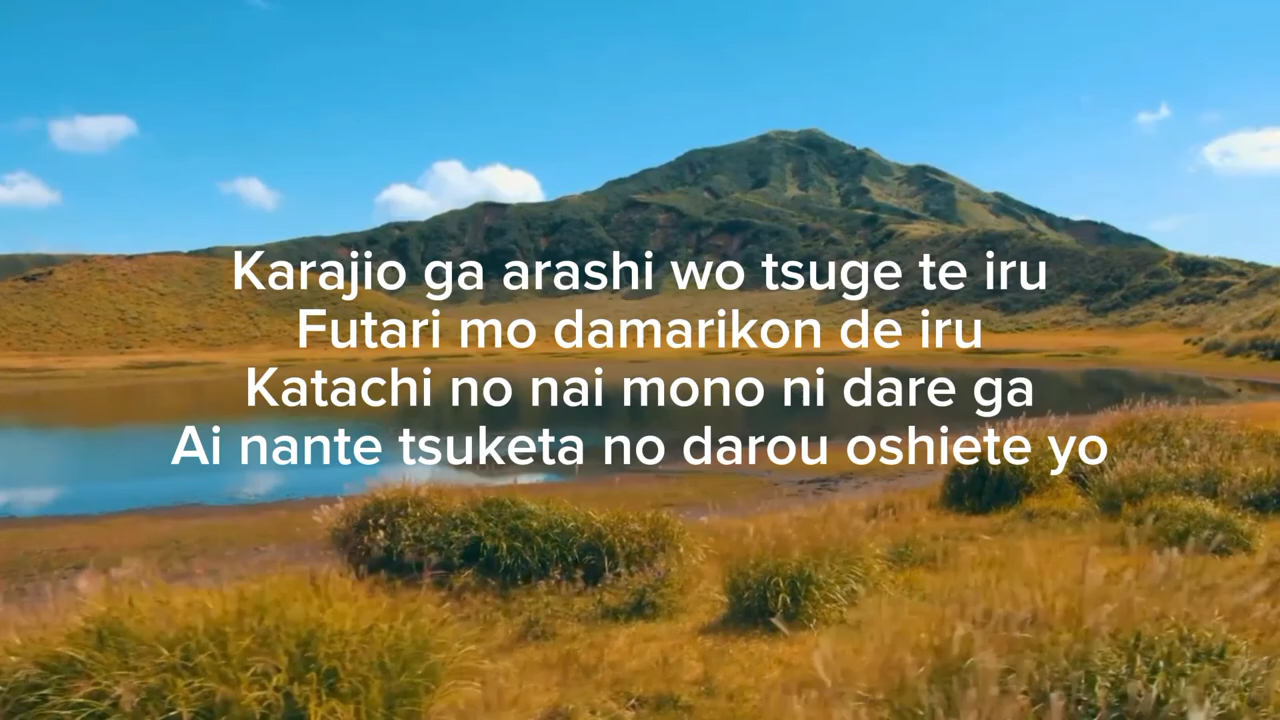 Karajio ga arashi wo tsuge te iru
Futari mo damarikon de iru
Katachi no nai mono ni dare ga
Ai nante tsuketa no darou oshiete yo